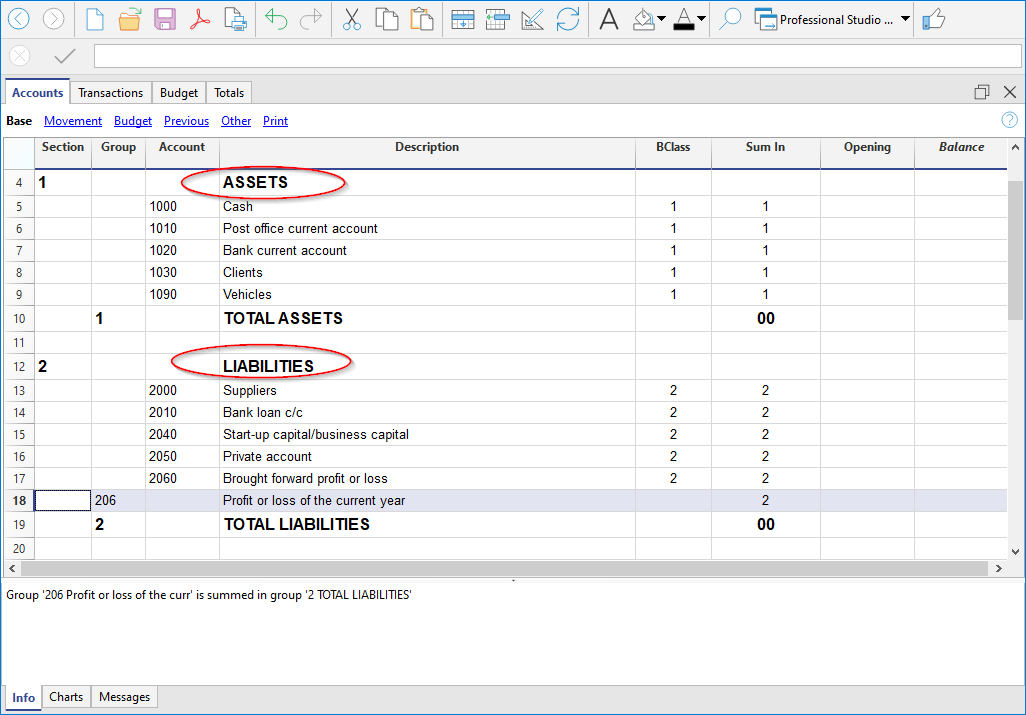 Professional Studio ...
Accounts Transactions Budget Totals
Base Movement Budget Previous Other Print
Section Group Account Description BClass Sum In Opening Balance
4 1 ASSETS
5 1000 Cash 1 1
6 1010 Post office current account 1 1
7 1020 Bank current account 1 1
8 1030 Clients 1 1
9 1090 Vehicles 1 1
10 1 TOTAL ASSETS 00
11
12 2 LIABILITIES
13 2000 Suppliers 2 2
14 2010 Bank loan c/c 2 2
15 2040 Start-up capital/business capital 2 2
16 2050 Private account 2 2
17 2060 Brought forward profit or loss 2 2
18 206 Profit or loss of the current year 2
19 2 TOTAL LIABILITIES 00
20
Group '206 Profit or loss of the curr' is summed in group '2 TOTAL LIABILITIES'
Info Charts Messages